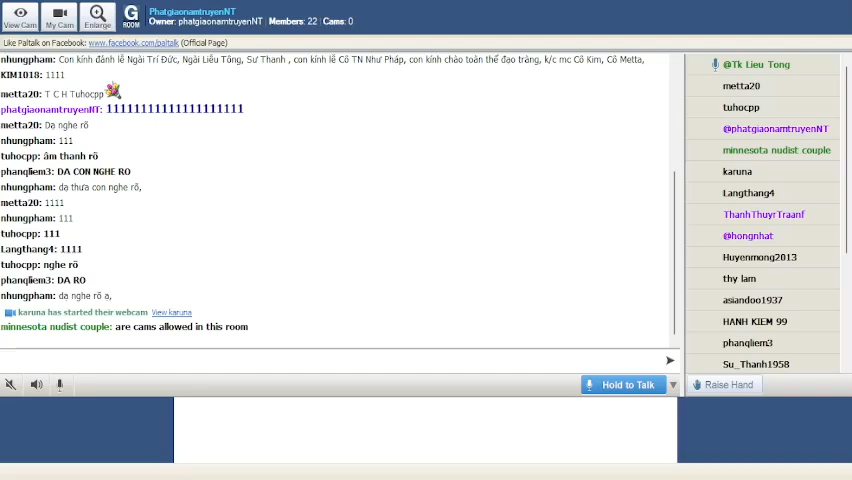 View Cam
My Cam
Enlarge
G
ROOM
PhatgiaonamtruyenNT
Owner: phatgiaonamtruyenNT | Members: 22 | Cams: 0
Like Paltalk on Facebook: www.facebook.com/paltalk (Official Page)
nhungpham: Con kính đảnh lễ Ngài Trí Đức, Ngài Liễu Tông, Sư Thanh , con kính lễ Cô TN Như Pháp, con kính chào toàn thể đạo tràng, k/c mc Cô Kim, Cô Metta,
KIM1018: 1111
metta20: T C H Tuhocpp
phatgiaonamtruyenNT: 11111111111111111111111
metta20: Dạ nghe rõ
nhungpham: 111
tuhocpp: âm thanh rõ
phanqliem3: DA CON NGHE RO
nhungpham: dạ thưa con nghe rõ,
metta20: 1111
nhungpham: 111
tuhocpp: 111
Langthang4: 1111
tuhocpp: nghe rõ
phanqliem3: DA RO
nhungpham: dạ nghe rõ ạ,
karuna has started their webcam View karuna
minnesota nudist couple: are cams allowed in this room
Hold to Talk
@Tk Lieu Tong
metta20
tuhocpp
@phatgiaonamtruyenNT
minnesota nudist couple
karuna
Langthang4
ThanhThuyrTraanf
@hongnhat
Huyenmong2013
thy lam
asiandoo1937
HANH KIEM 99
phanqliem3
Su_Thanh1958
Raise Hand